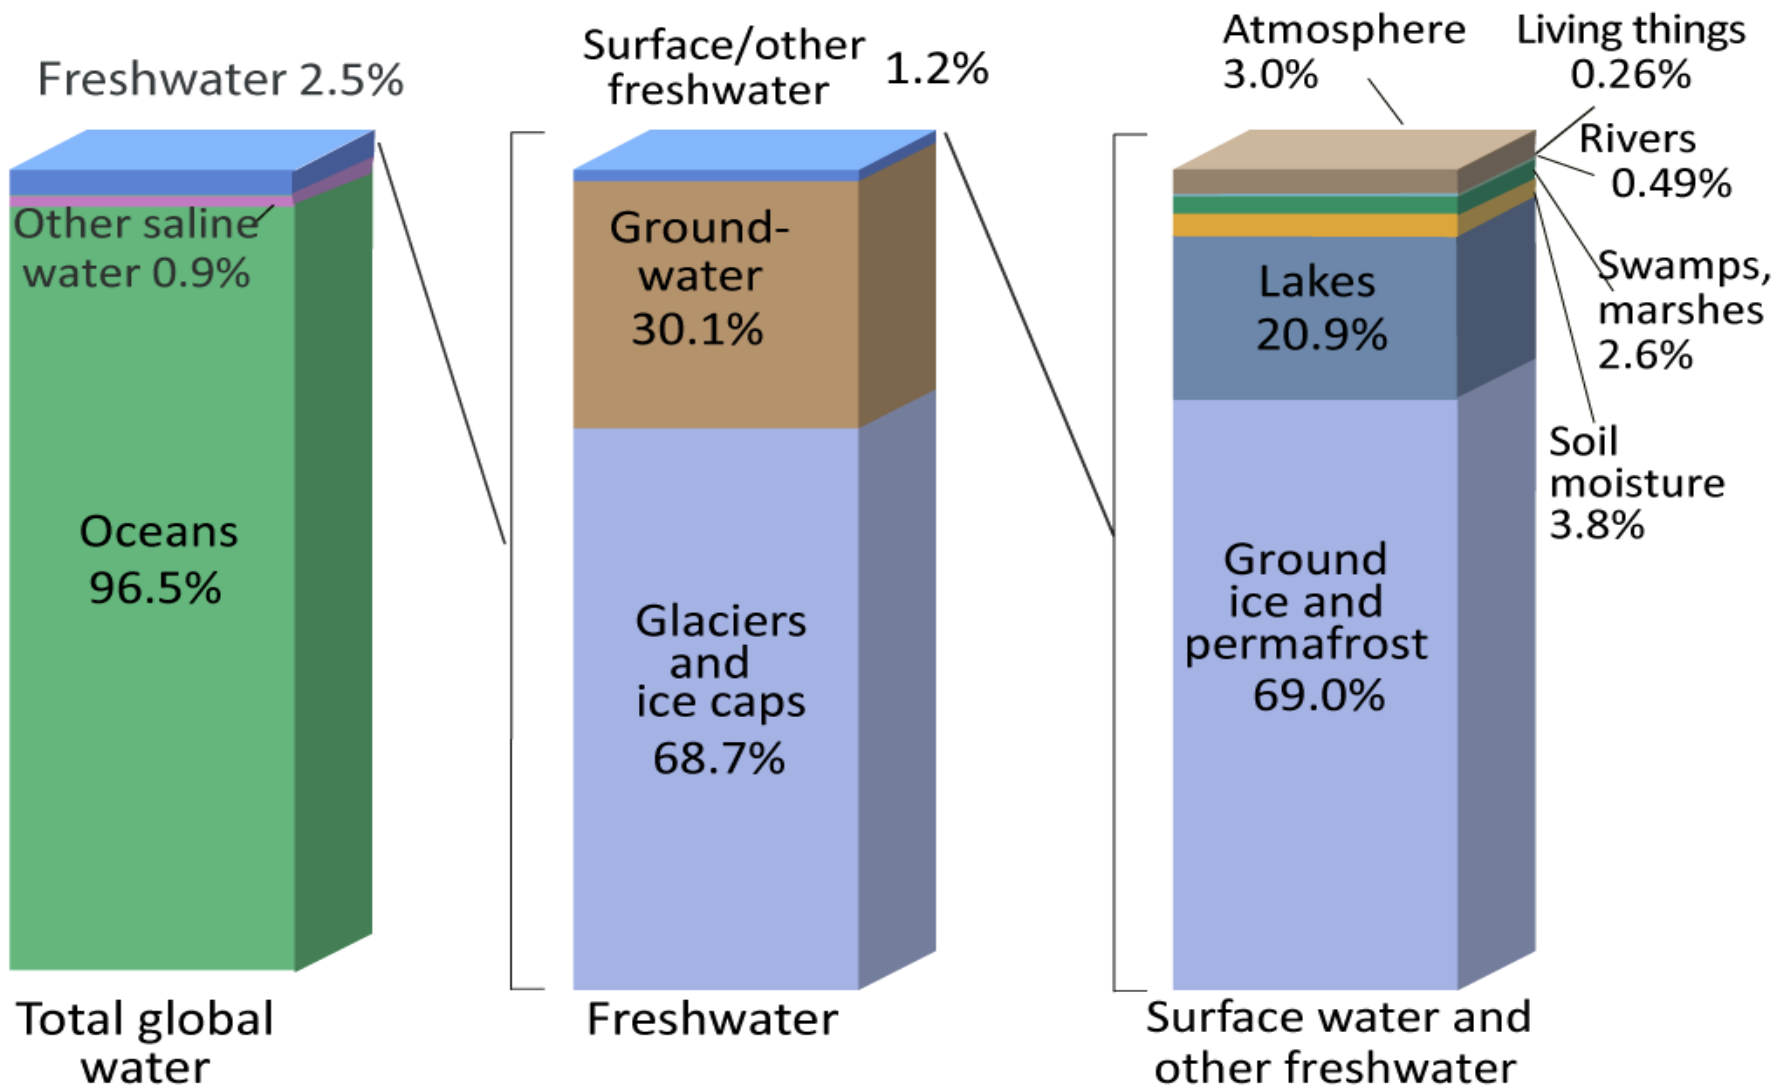 Freshwater 2.5%
Other saline
water 0.9%
Oceans
96.5%
Total global
water
Surface/other
freshwater 1.2%
Ground-
water
30.1%
Glaciers
and
ice caps
68.7%
Freshwater
Atmosphere
3.0%
Living things
0.26%
Rivers
0.49%
Swamps,
marshes
2.6%
Soil
moisture
3.8%
Lakes
20.9%
Ground
ice and
permafrost
69.0%
Surface water and
other freshwater